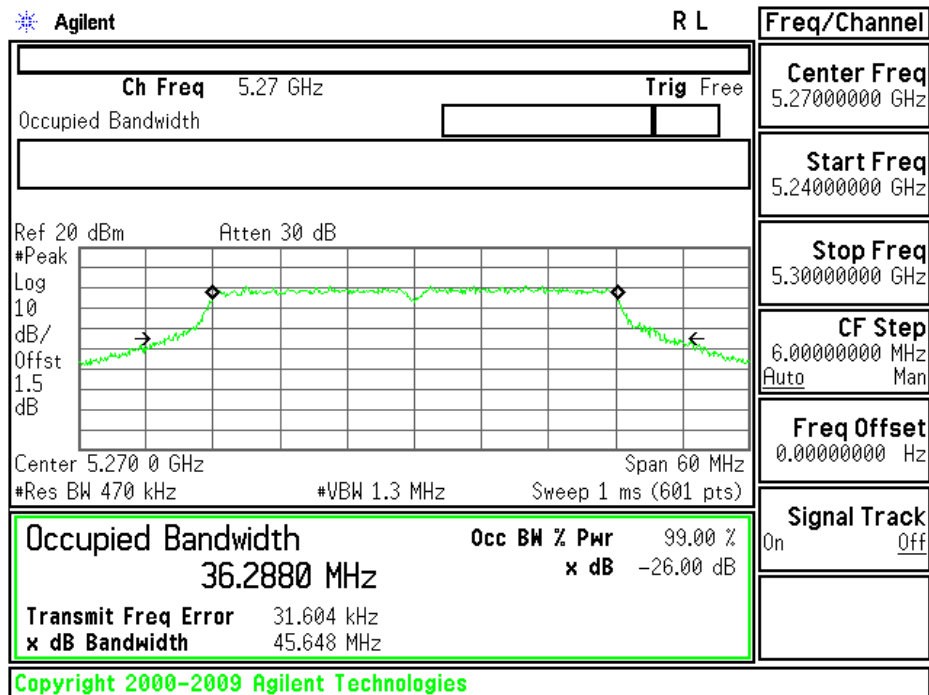 Agilent
R L
Freq/Channel
Ch Freq 5.27 GHz
Trig Free
Occupied Bandwidth
Center Freq
5.27000000 GHz
Start Freq
5.24000000 GHz
Stop Freq
5.30000000 GHz
CF Step
6.00000000 MHz
Auto Man
Freq Offset
0.00000000 Hz
Signal Track
On Off
Ref 20 dBm
Atten 30 dB
#Peak
Log
10
dB/
Offst
1.5
dB
Center 5.270 0 GHz
Span 60 MHz
#Res BW 470 kHz
#VBW 1.3 MHz
Sweep 1 ms (601 pts)
Occupied Bandwidth
36.2880 MHz
Occ BW % Pwr 99.00 %
x dB -26.00 dB
Transmit Freq Error 31.604 kHz
x dB Bandwidth 45.648 MHz
Copyright 2000-2009 Agilent Technologies